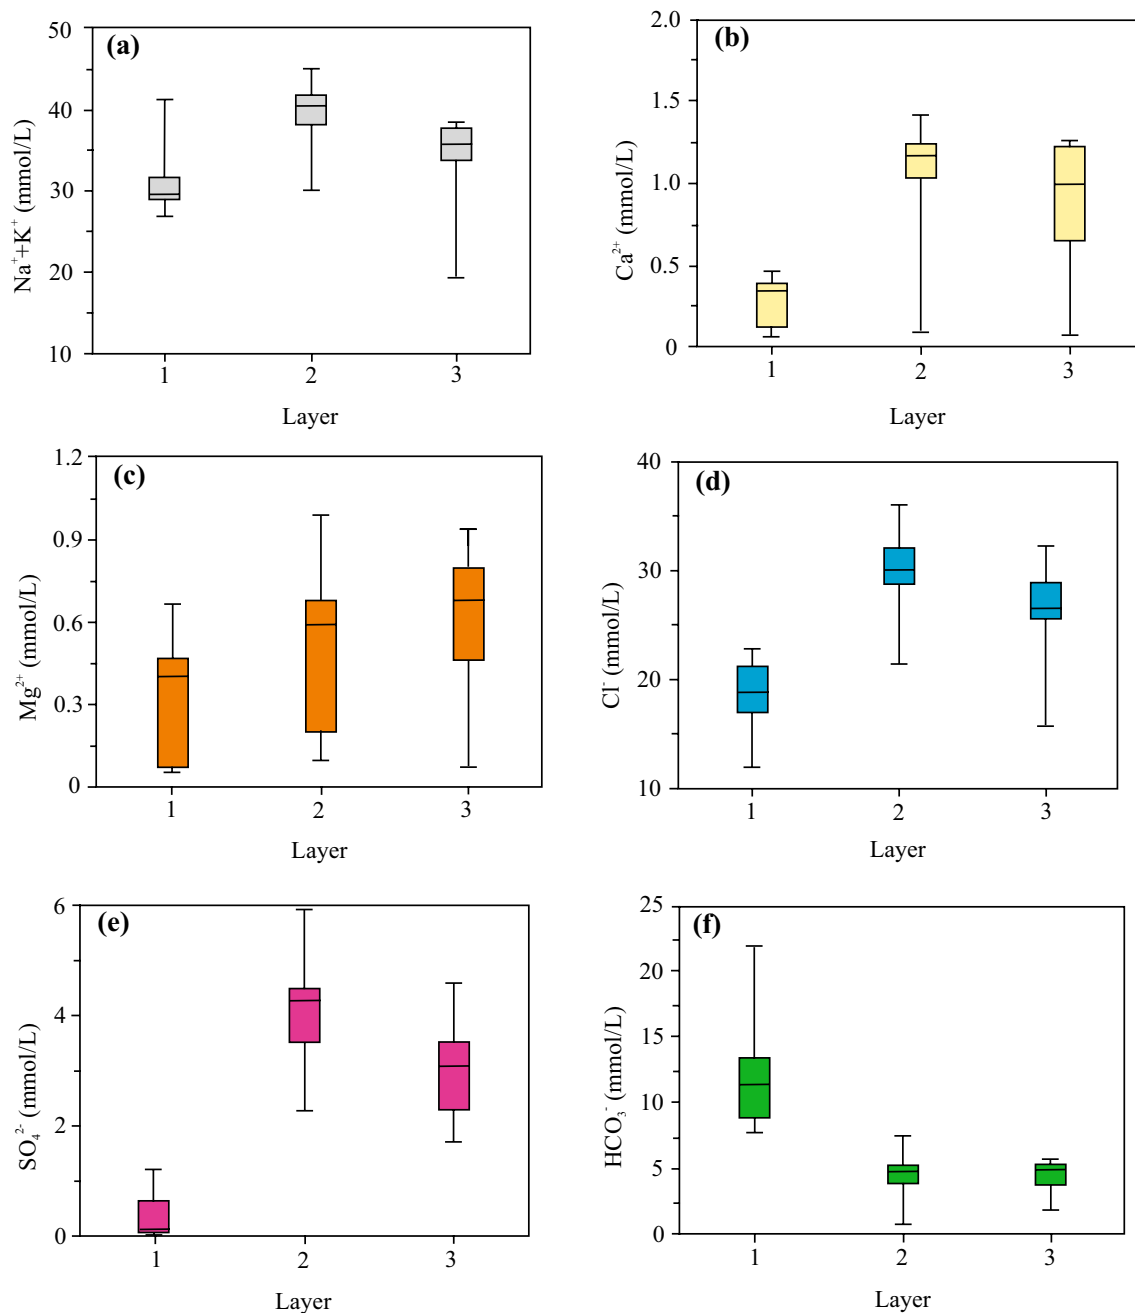 (a)
50
40
30
20
10
Na⁺+K⁺ (mmol/L)
1 2 3
Layer
(b)
2.0
1.5
1.0
0.5
0
Ca²⁺ (mmol/L)
1 2 3
Layer
(c)
1.2
0.9
0.6
0.3
0
Mg²⁺ (mmol/L)
1 2 3
Layer
(d)
40
30
20
10
Cl⁻ (mmol/L)
1 2 3
Layer
(e)
6
4
2
0
SO₄²⁻ (mmol/L)
1 2 3
Layer
(f)
25
20
15
10
5
0
HCO₃⁻ (mmol/L)
1 2 3
Layer